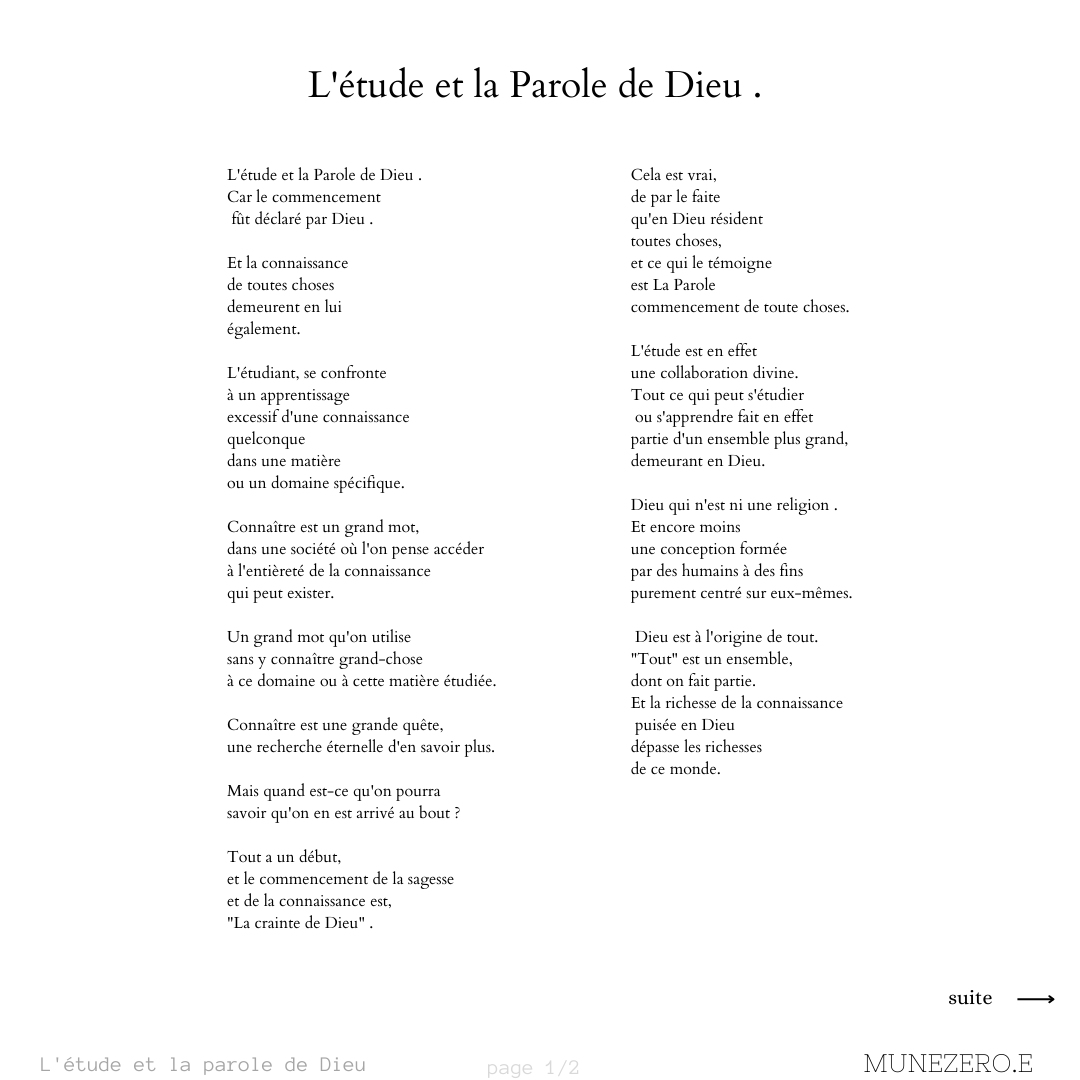 L'étude et la Parole de Dieu .
L'étude et la Parole de Dieu .
Car le commencement
fût déclaré par Dieu .
Et la connaissance
de toutes choses
demeurent en lui
également.
L'étudiant, se confronte
à un apprentissage
excessif d'une connaissance
quelconque
dans une matière
ou un domaine spécifique.
Connaître est un grand mot,
dans une société où l'on pense accéder
à l'entièreté de la connaissance
qui peut exister.
Un grand mot qu'on utilise
sans y connaître grand-chose
à ce domaine ou à cette matière étudiée.
Connaître est une grande quête,
une recherche éternelle d'en savoir plus.
Mais quand est-ce qu'on pourra
savoir qu'on en est arrivé au bout ?
Tout a un début,
et le commencement de la sagesse
et de la connaissance est,
"La crainte de Dieu" .
Cela est vrai,
de par le faite
qu'en Dieu résident
toutes choses,
et ce qui le témoigne
est La Parole
commencement de toute choses.
L'étude est en effet
une collaboration divine.
Tout ce qui peut s'étudier
ou s'apprendre fait en effet
partie d'un ensemble plus grand,
demeurant en Dieu.
Dieu qui n'est ni une religion .
Et encore moins
une conception formée
par des humains à des fins
purement centré sur eux-mêmes.
Dieu est à l'origine de tout.
"Tout" est un ensemble,
dont on fait partie.
Et la richesse de la connaissance
puisée en Dieu
dépasse les richesses
de ce monde.
suite
L'étude et la parole de Dieu
page 1/2
MUNEZERO.E